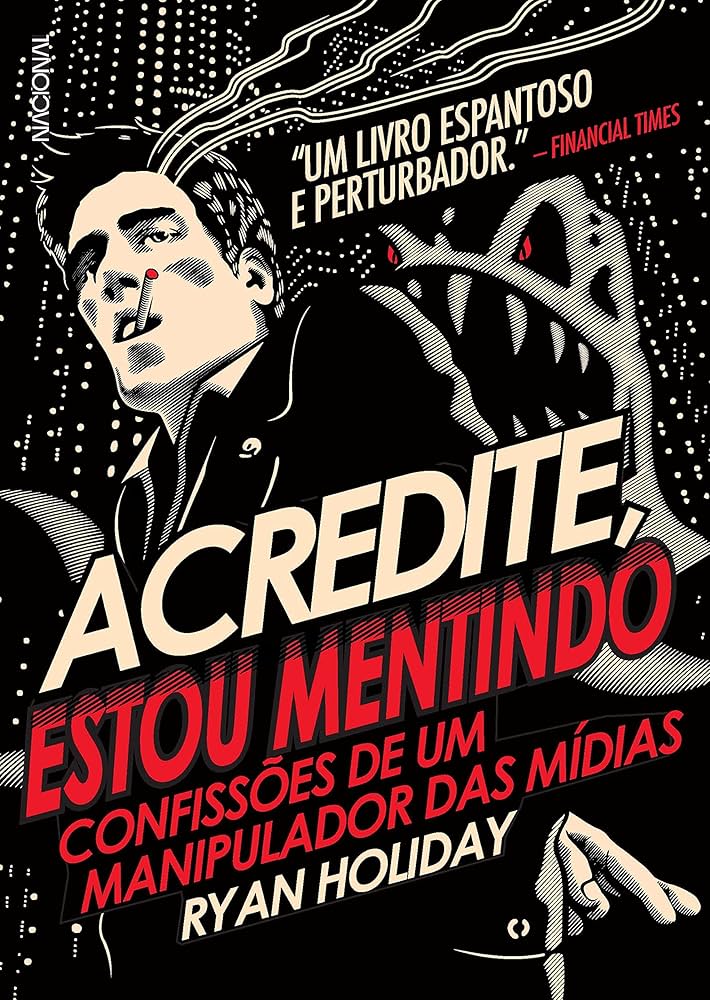 NACIONAL
“UM LIVRO ESPANTOSO
E PERTURBADOR.” – FINANCIAL TIMES
ACREDITE,
ESTOU MENTINDO
CONFISSÕES DE UM
MANIPULADOR DAS MÍDIAS
RYAN HOLIDAY